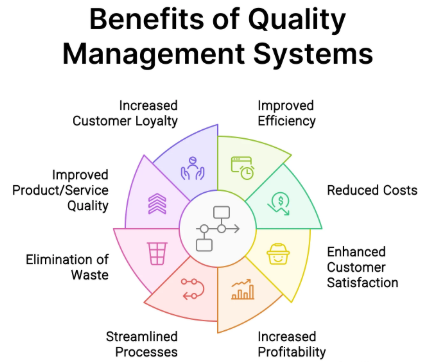 Benefits of Quality
Management Systems
Increased
Customer Loyalty
Improved
Efficiency
Improved
Product/Service
Quality
Reduced Costs
Elimination of
Waste
Enhanced
Customer
Satisfaction
Streamlined
Processes
Increased
Profitability
$